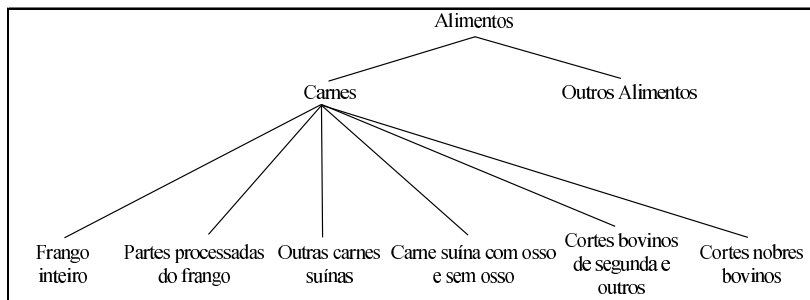 Alimentos
Carnes
Outros Alimentos
Frango
inteiro
Partes processadas
do frango
Outras carnes
suínas
Carne suína com osso
e sem osso
Cortes bovinos
de segunda e
outros
Cortes nobres
bovinos